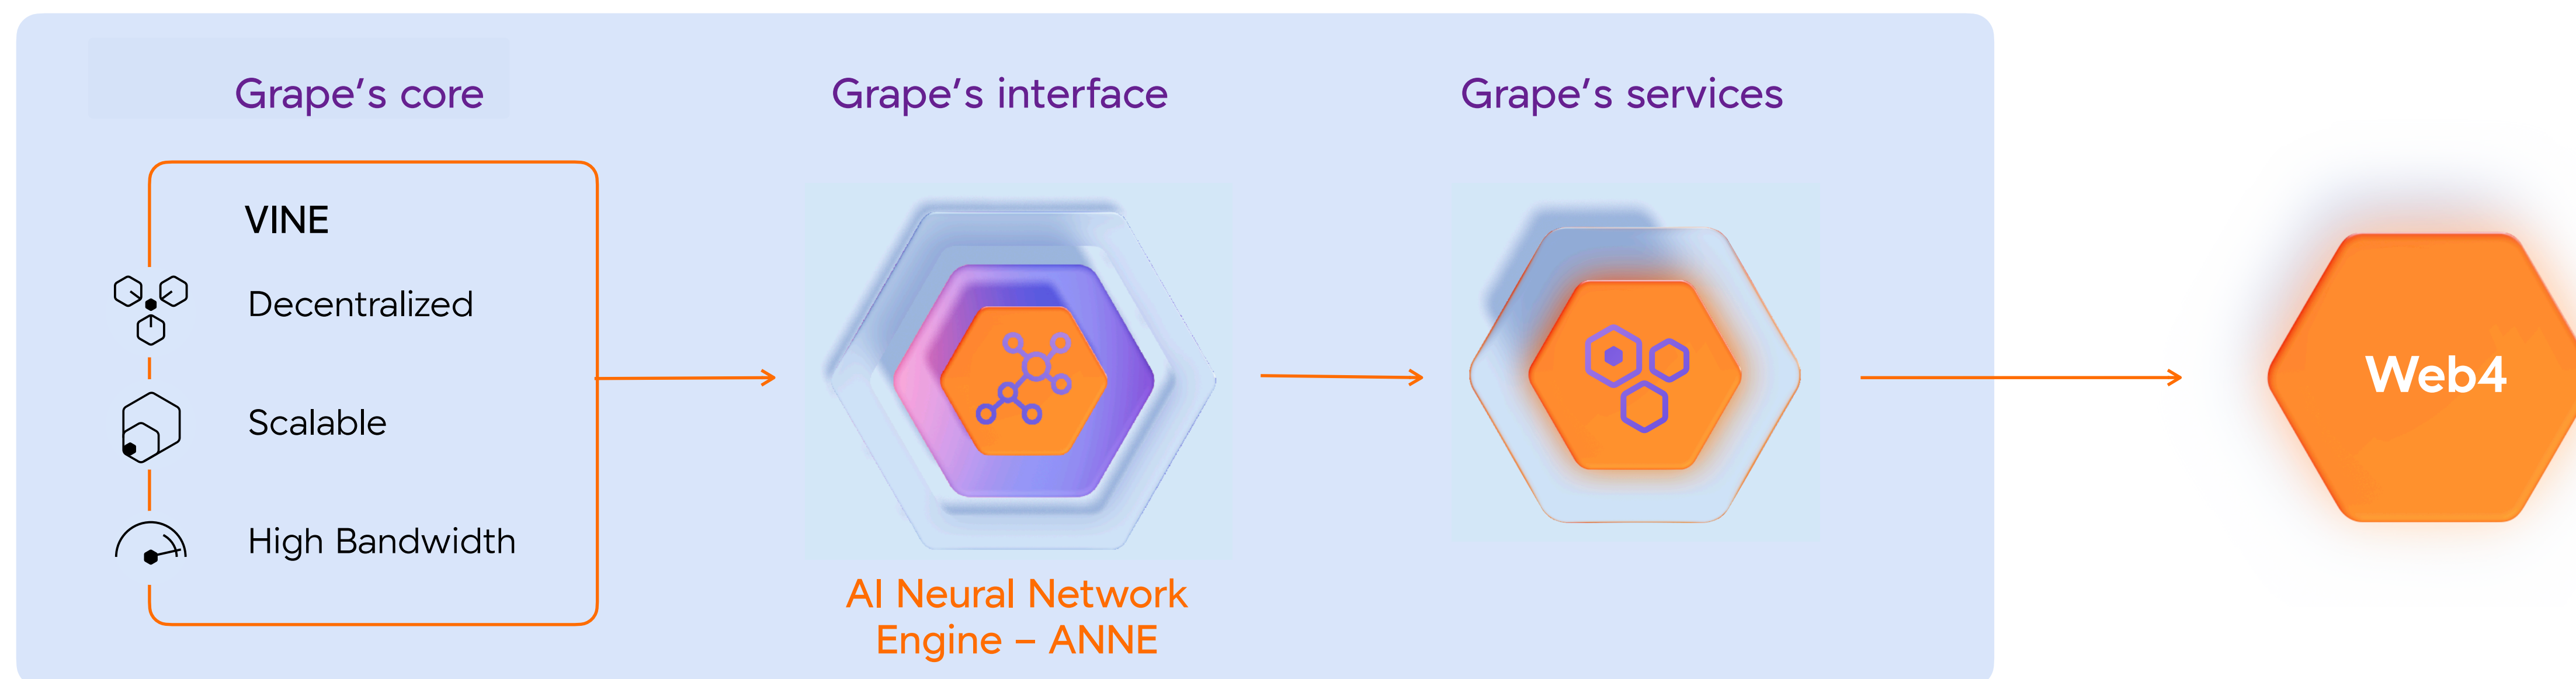 Grape's core
Grape's interface
Grape's services
VINE
Decentralized
Scalable
High Bandwidth
AI Neural Network
Engine – ANNE
Web4